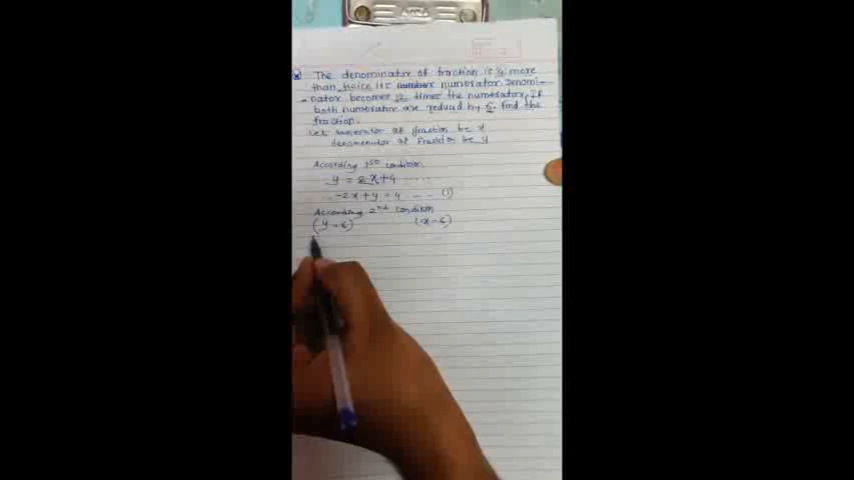 The denominator of fraction is 4 more
than twice its numerator Denomi-
-nator becomes 12 times the numerator, If
both numerator are reduced by 6. find the
fraction.
Let numerator of fraction be x
denomenator of fraction be y
According 1st condition
y = 2x+4 .....
-2x+y = 4 ... .. (1)
According 2nd condition
(y-6) (x-6)